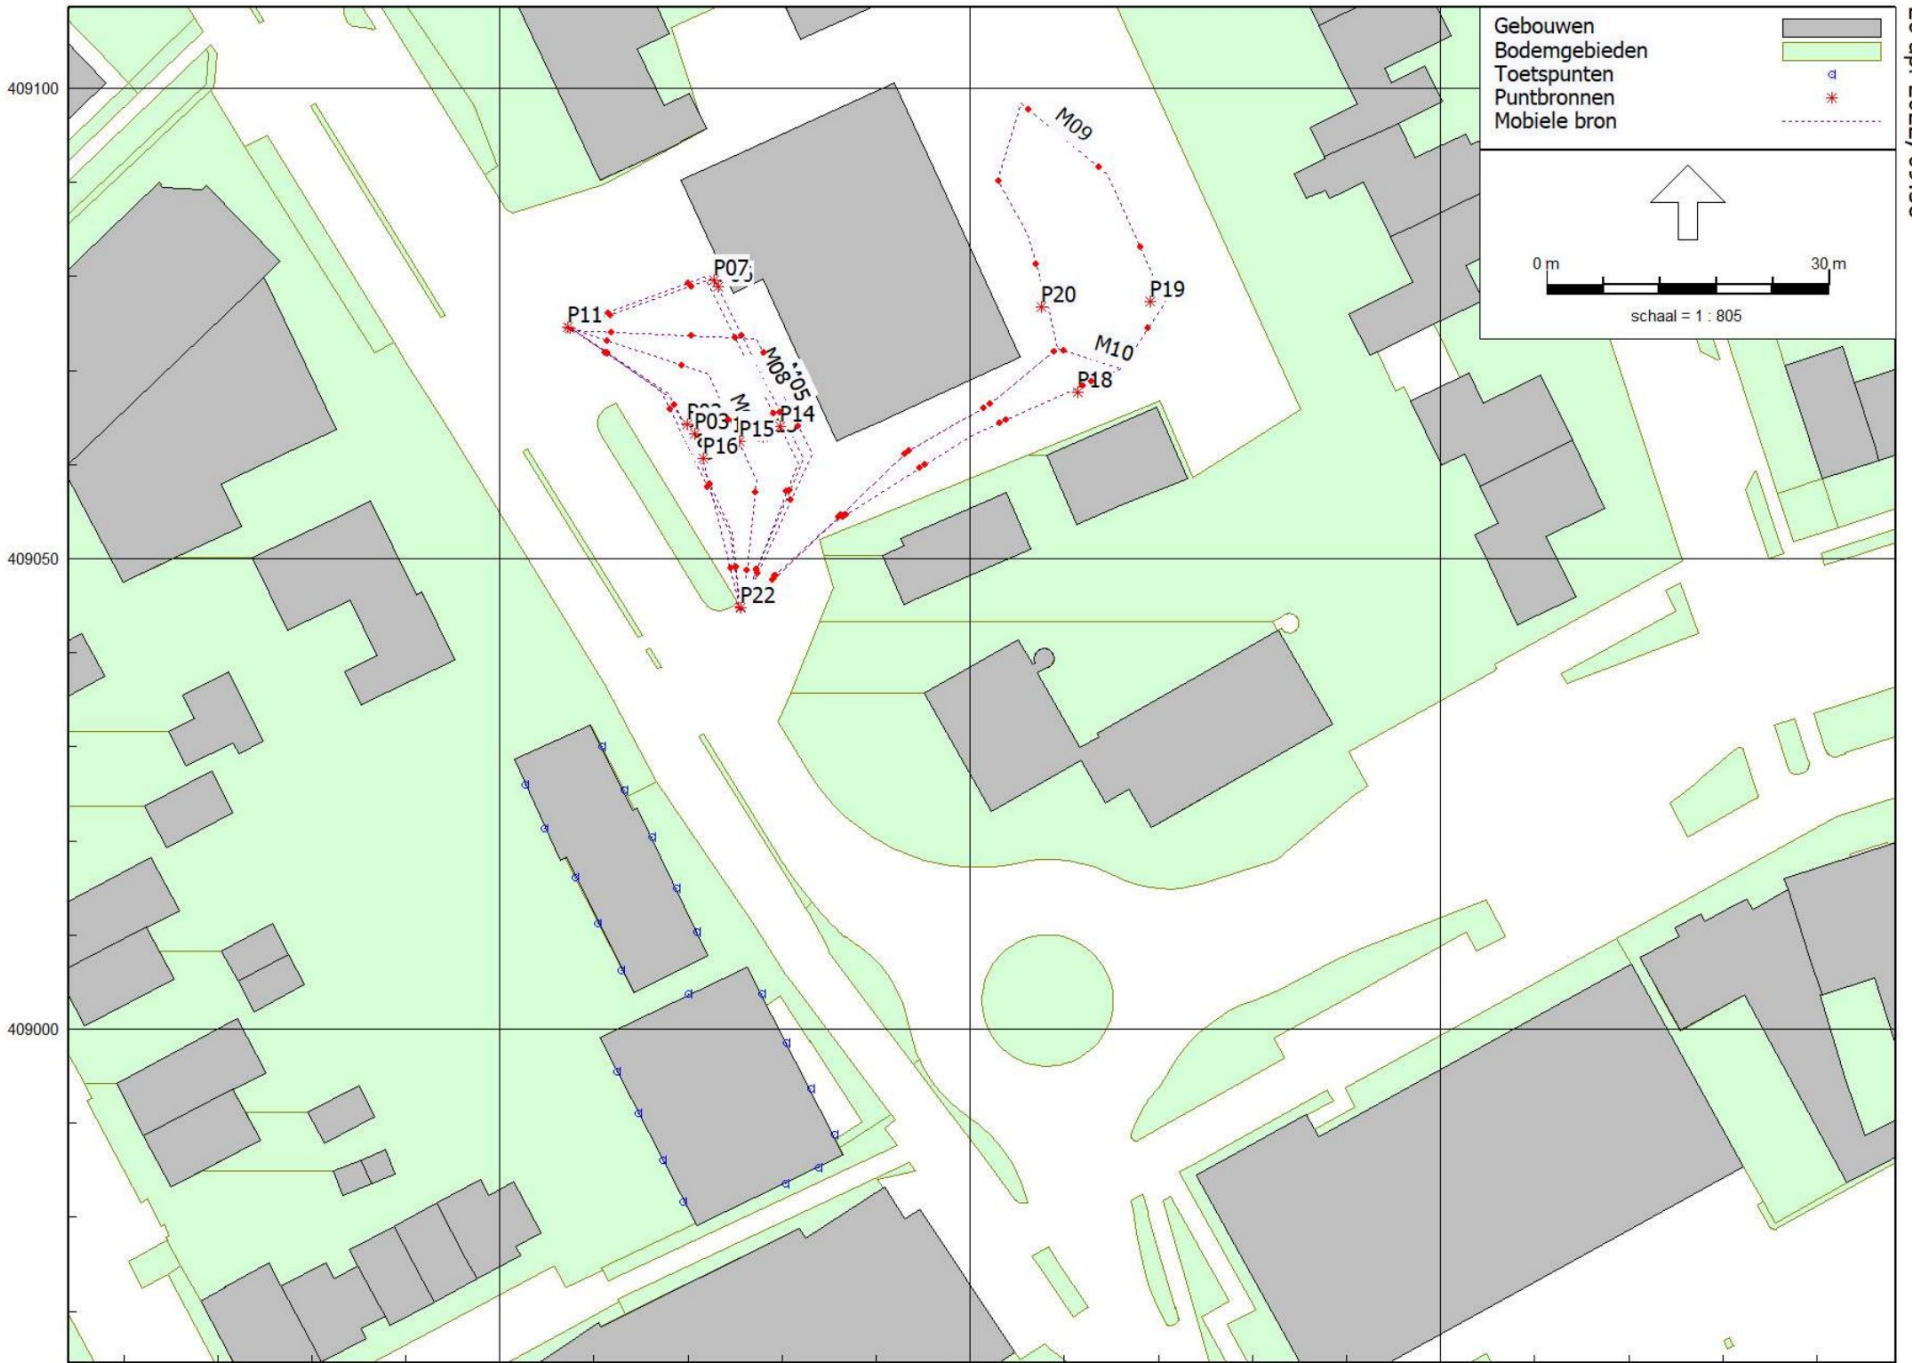 Gebouwen
Bodemgebieden
Toetspunten
Puntbronnen
Mobiele bron
0 m 30 m
schaal = 1 : 805
409100
409050
409000
M09
P07
P20
P19
P11
M10
M08
P18
P14
P03
P15
P16
P22